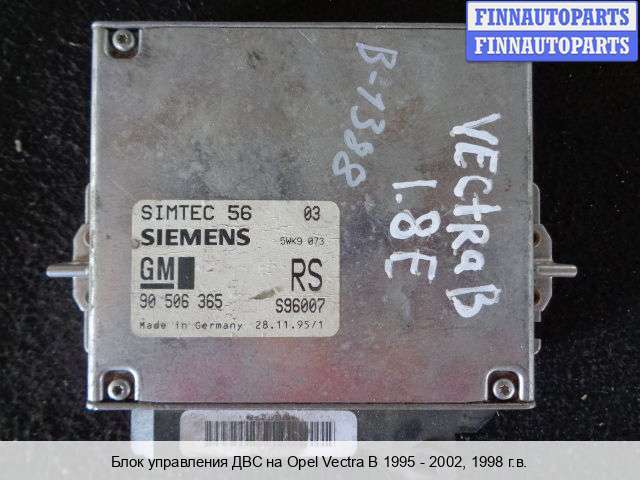 FINNAUTOPARTS
FINNAUTOPARTS
B-1388
VECTRA B
1.8E
SIMTEC 56 03
SIEMENS 5WK9 073
GM RS
90 506 365 S96007
Made in Germany 28.11.95/1
Блок управления ДВС на Opel Vectra B 1995 - 2002, 1998 г.в.